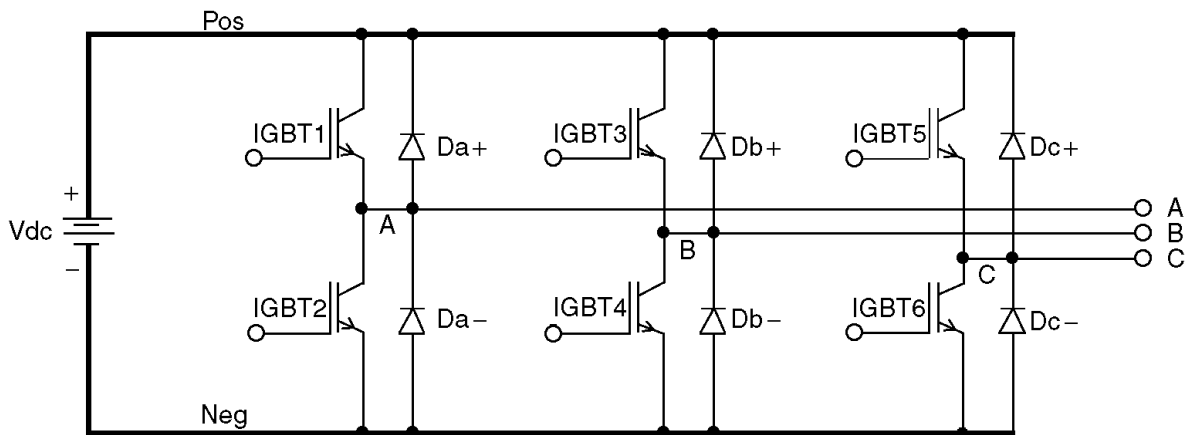 Pos
IGBT1
IGBT3
IGBT5
Da+
Db+
Dc+
+
Vdc
−
A
B
C
A
B
C
IGBT2
IGBT4
IGBT6
Da−
Db−
Dc−
Neg